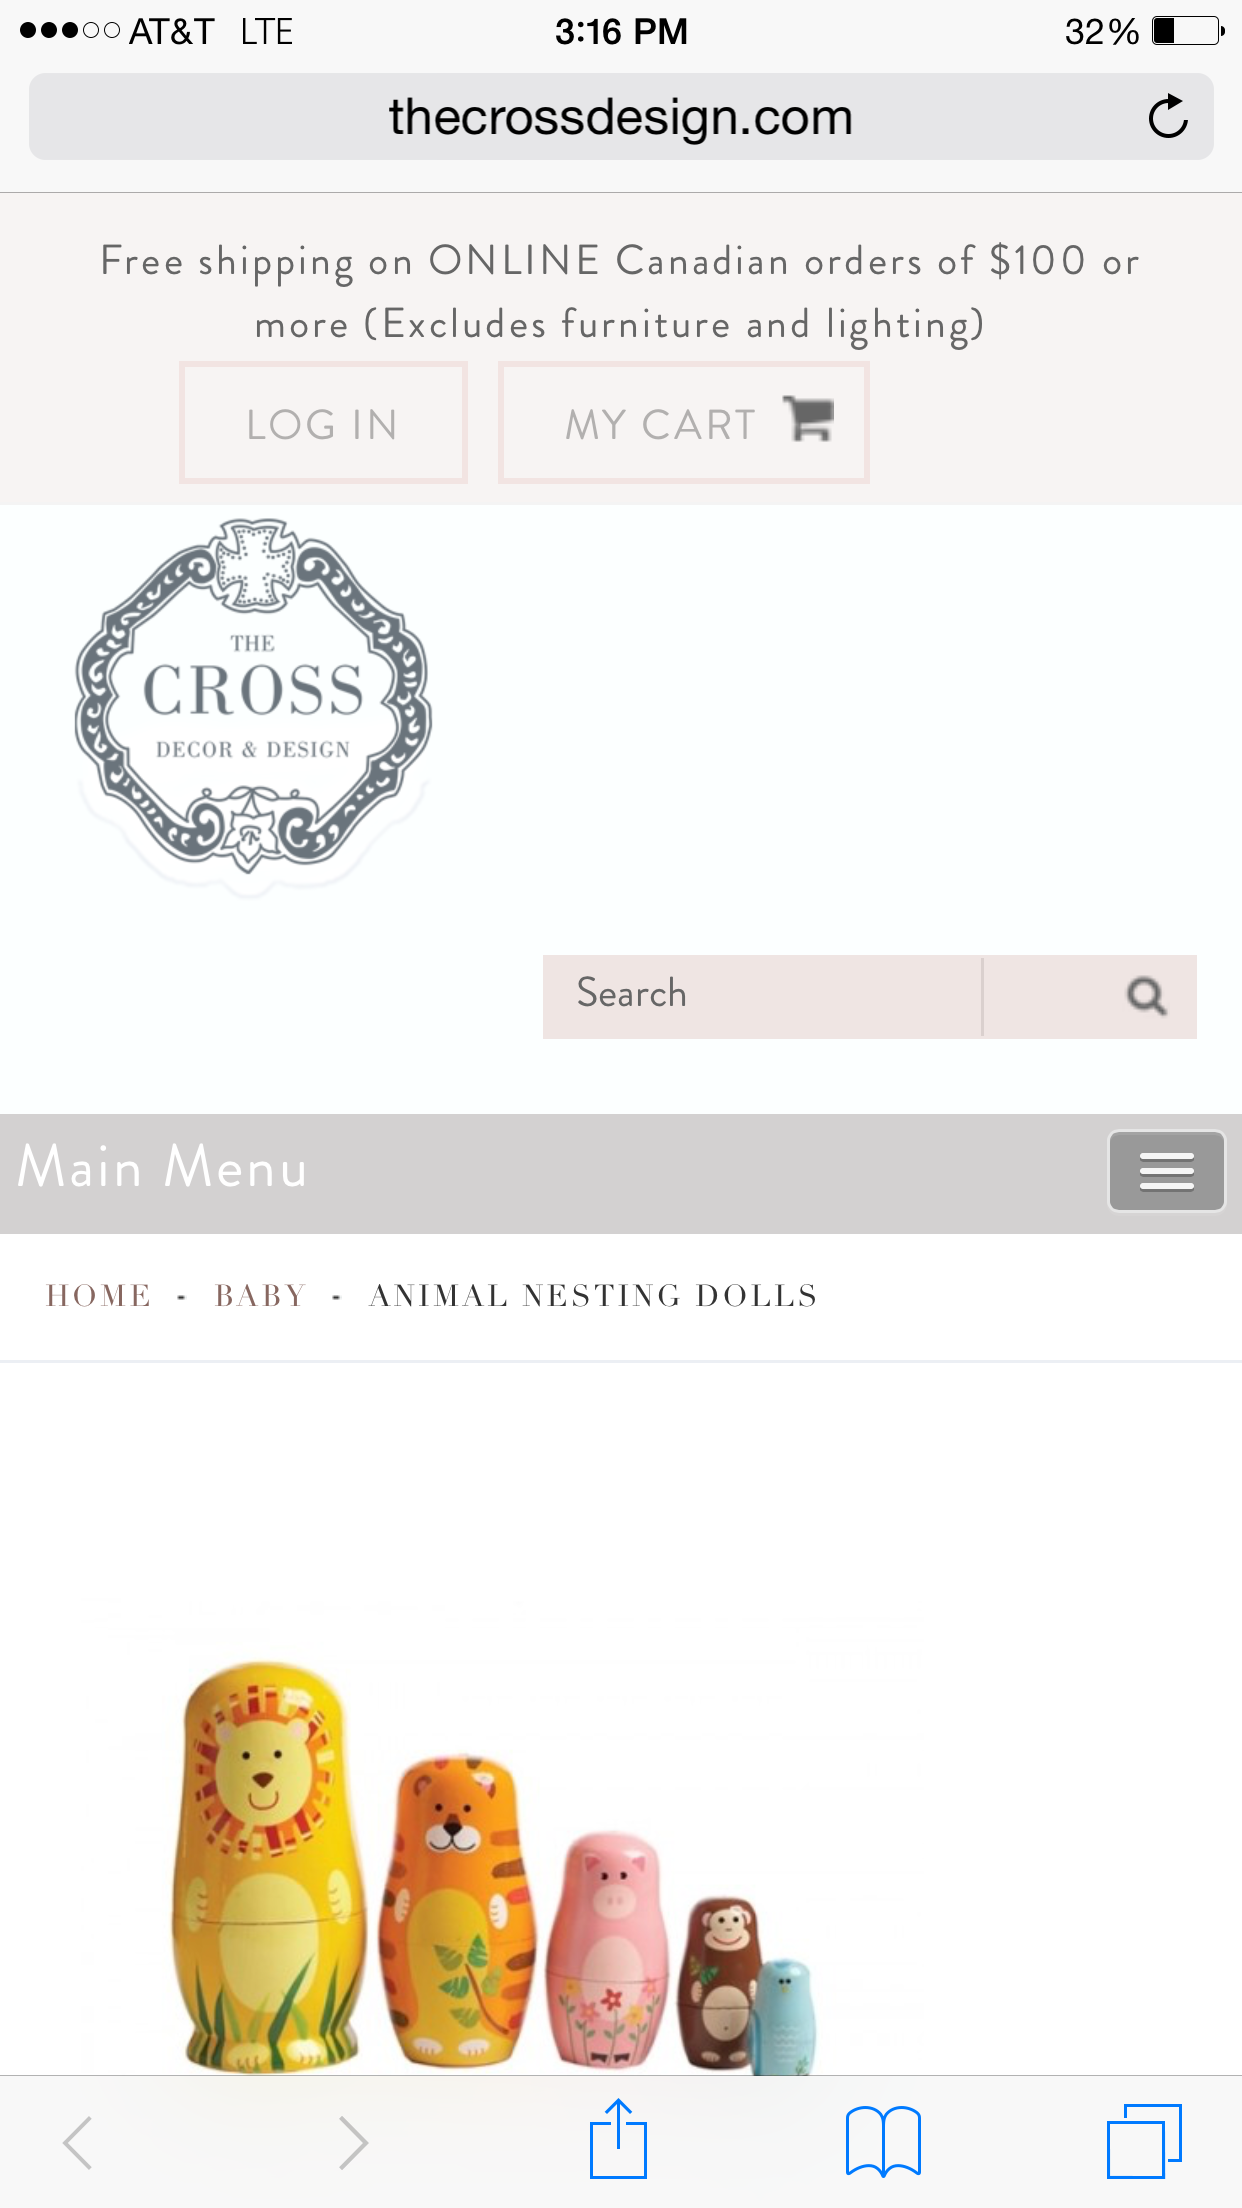 AT&T LTE 3:16 PM 32%
thecrossdesign.com
Free shipping on ONLINE Canadian orders of $100 or
more (Excludes furniture and lighting)
LOG IN MY CART
THE
CROSS
DECOR & DESIGN
Search
Main Menu
HOME - BABY - ANIMAL NESTING DOLLS